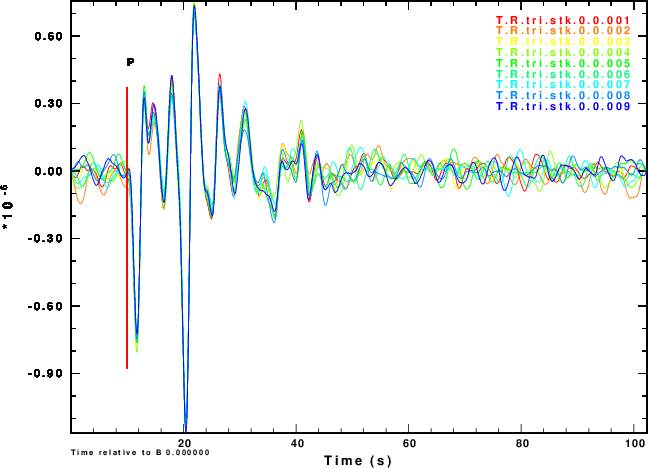 0.60
0.30
0.00
-0.30
-0.60
-0.90
*10 -6
P
T.R.tri.stk.0.0.001
T.R.tri.stk.0.0.002
T.R.tri.stk.0.0.003
T.R.tri.stk.0.0.004
T.R.tri.stk.0.0.005
T.R.tri.stk.0.0.006
T.R.tri.stk.0.0.007
T.R.tri.stk.0.0.008
T.R.tri.stk.0.0.009
20 40 60 80 100
Time relative to B 0.000000
Time (s)